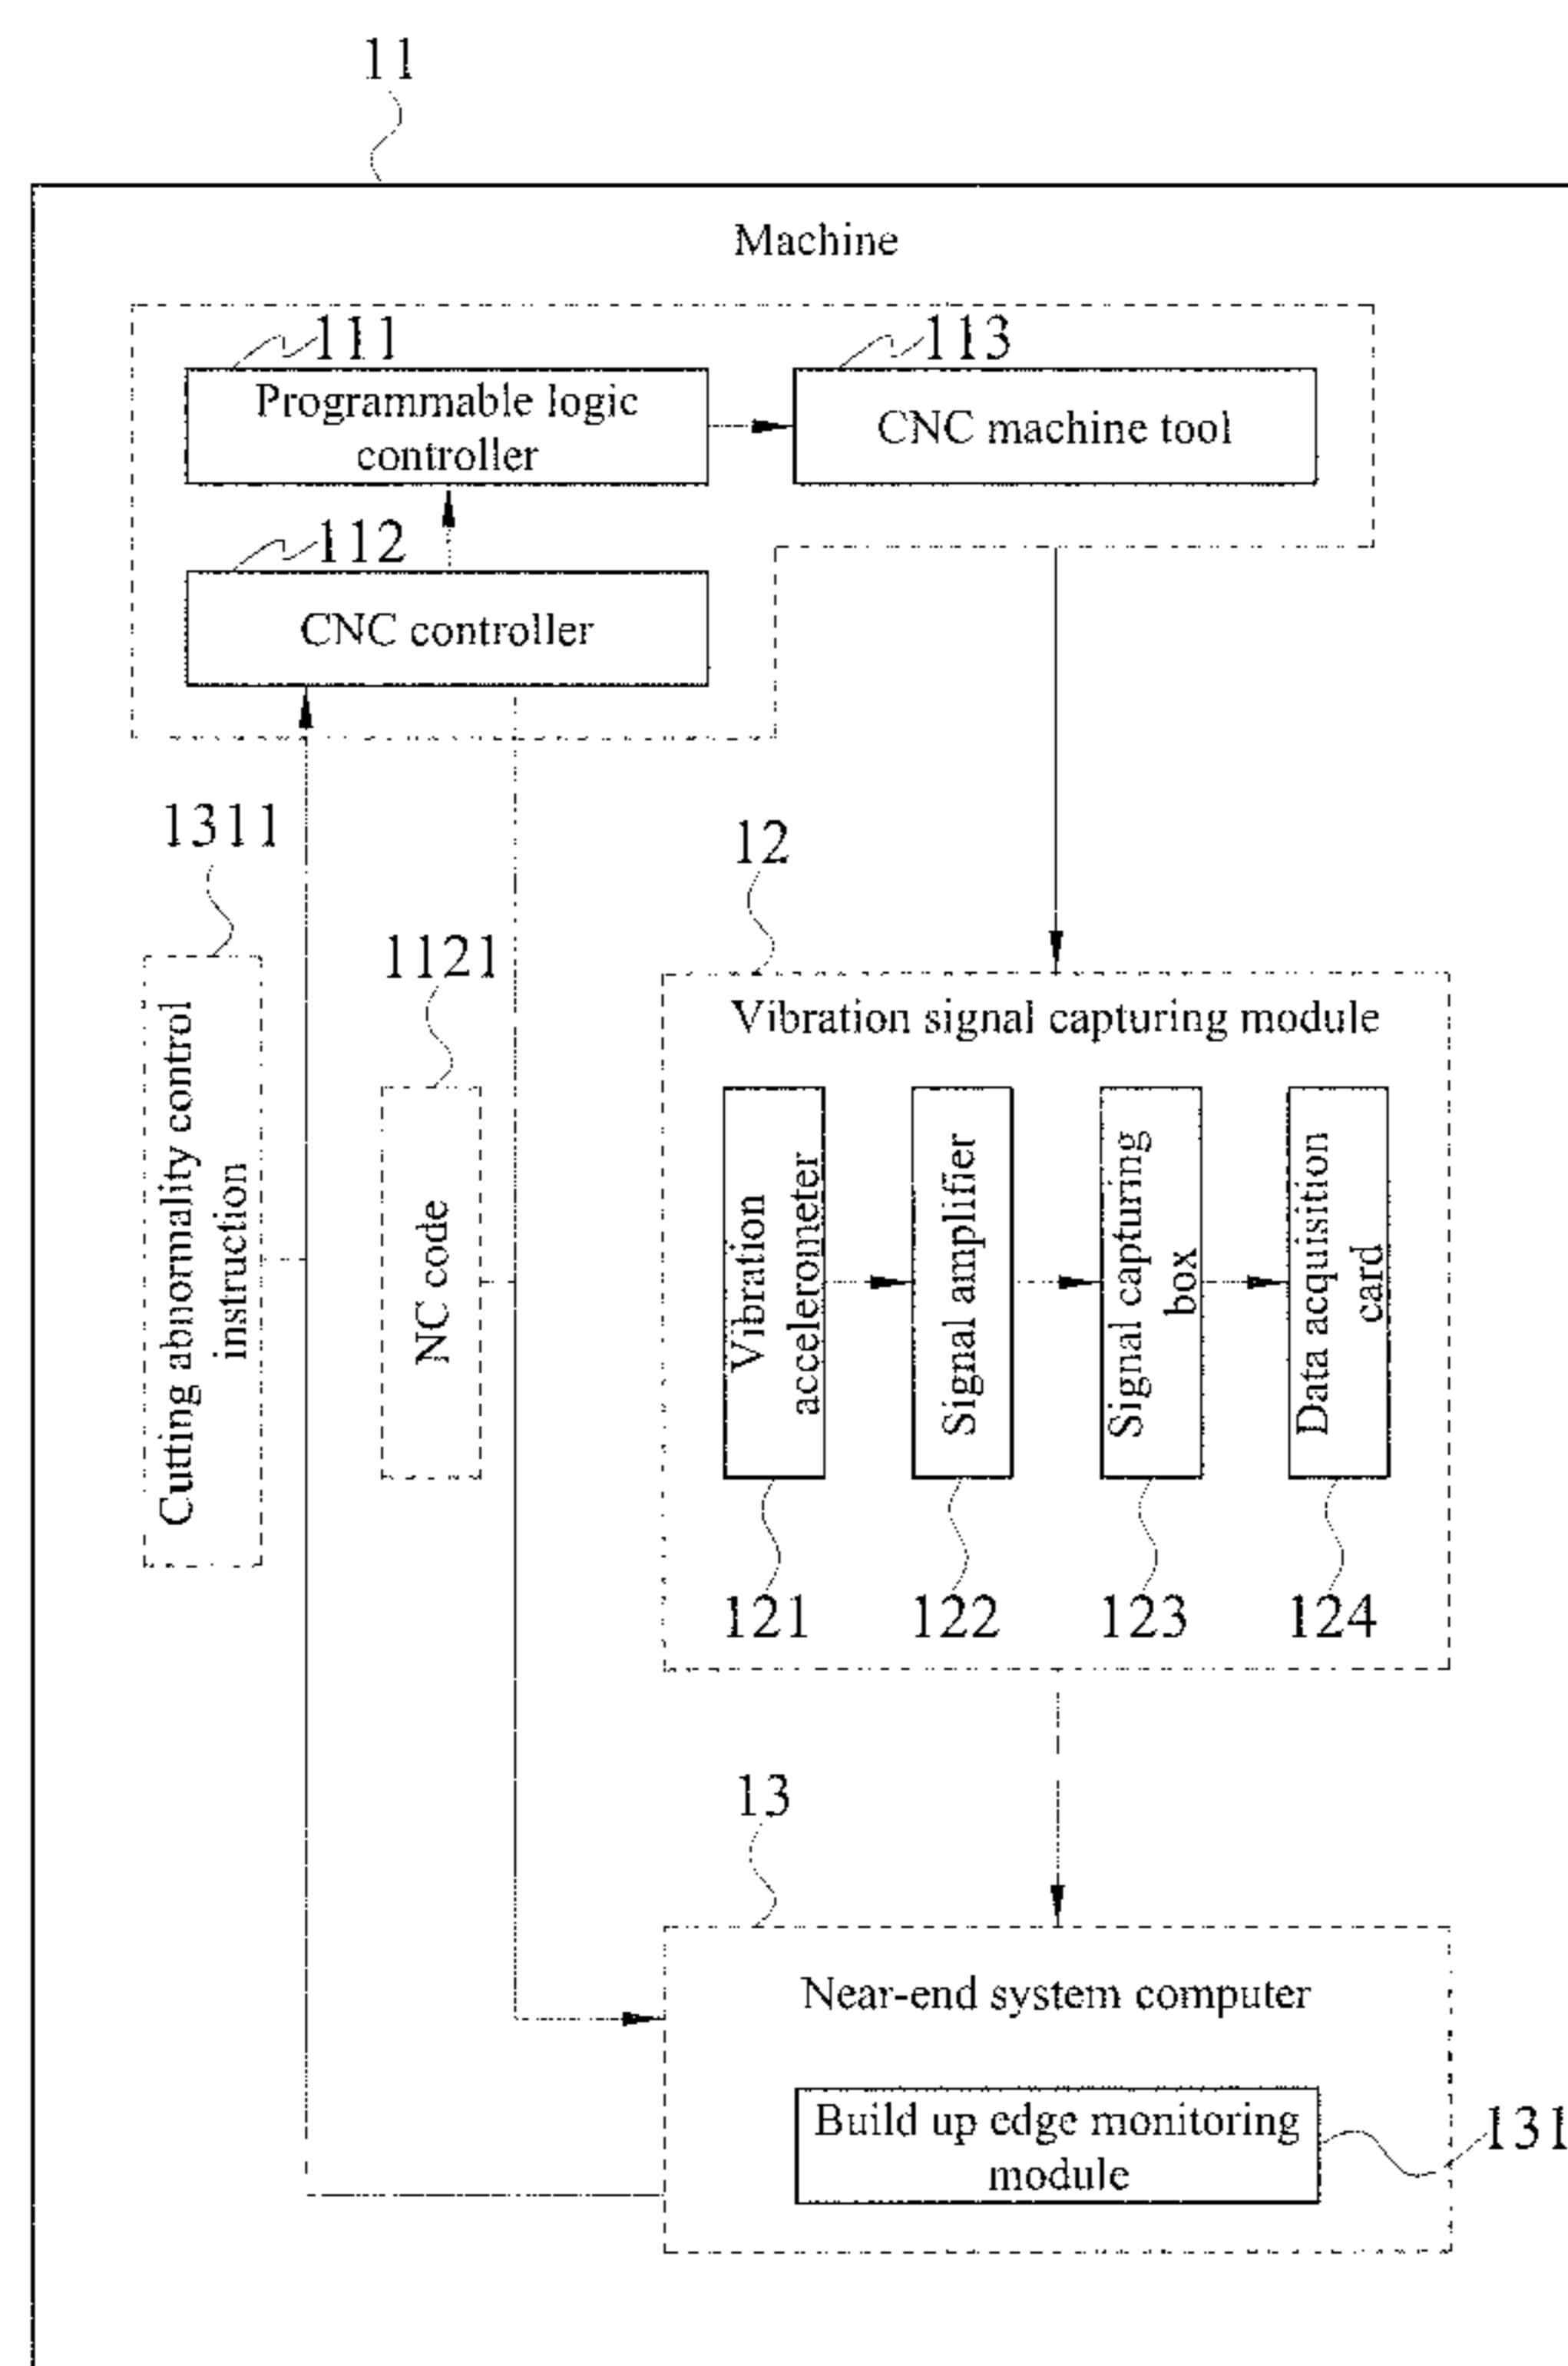 11
Machine
111
Programmable logic
controller
113
CNC machine tool
112
CNC controller
1311
Cutting abnormality control
instruction
1121
NC code
12
Vibration signal capturing module
Vibration
accelerometer
Signal amplifier
Signal capturing
box
Data acquisition
card
121
122
123
124
13
Near-end system computer
Build up edge monitoring
module
131